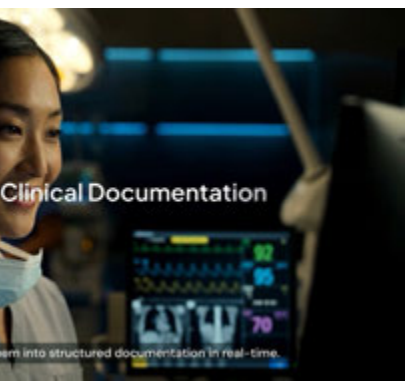 Clinical Documentation
92
95
70
into structured documentation in real-time.